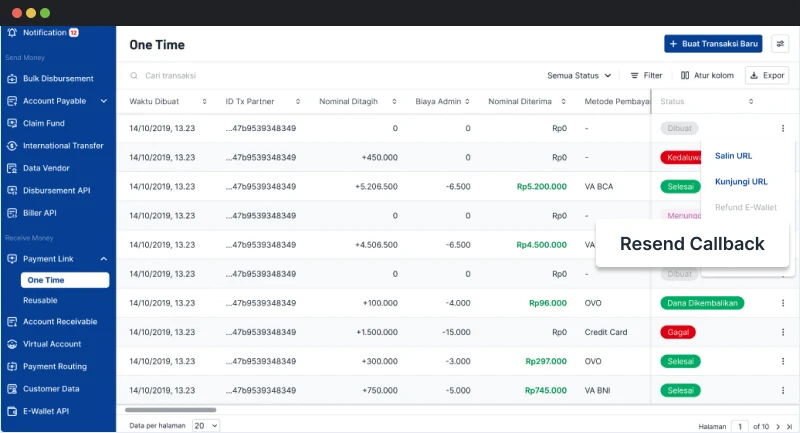 Notification 12
Send Money
Bulk Disbursement
Account Payable
Claim Fund
International Transfer
Data Vendor
Disbursement API
Biller API
Receive Money
Payment Link
One Time
Reusable
Account Receivable
Virtual Account
Payment Routing
Customer Data
E-Wallet API
One Time
+ Buat Transaksi Baru
Cari transaksi
Semua Status
Filter
Atur kolom
Expor
Waktu Dibuat ID Tx Partner Nominal Ditagih Biaya Admin Nominal Diterima Metode Pembaya Status
14/10/2019, 13.23 ...47b9539348349 0 0 Rp0 - Dibuat
14/10/2019, 13.23 ...47b9539348349 +450.000 0 Rp0 - Kedaluwa
14/10/2019, 13.23 ...47b9539348349 +5.206.500 -6.500 Rp5.200.000 VA BCA Selesai
14/10/2019, 13.23 ...47b9539348349 0 0 Rp0 - Menungg
14/10/2019, 13.23 ...47b9539348349 +4.506.500 -6.500 Rp4.500.000 VA
14/10/2019, 13.23 ...47b9539348349 0 0 Rp0 - Dibuat
14/10/2019, 13.23 ...47b9539348349 +100.000 -4.000 Rp96.000 OVO Dana Dikembalikan
14/10/2019, 13.23 ...47b9539348349 +1.500.000 -15.000 Rp0 Credit Card Gagal
14/10/2019, 13.23 ...47b9539348349 +300.000 -3.000 Rp297.000 OVO Selesai
14/10/2019, 13.23 ...47b9539348349 +750.000 -5.000 Rp745.000 VA BNI Selesai
Salin URL
Kunjungi URL
Refund E-Wallet
Resend Callback
Data per halaman 20
Halaman 1 of 10